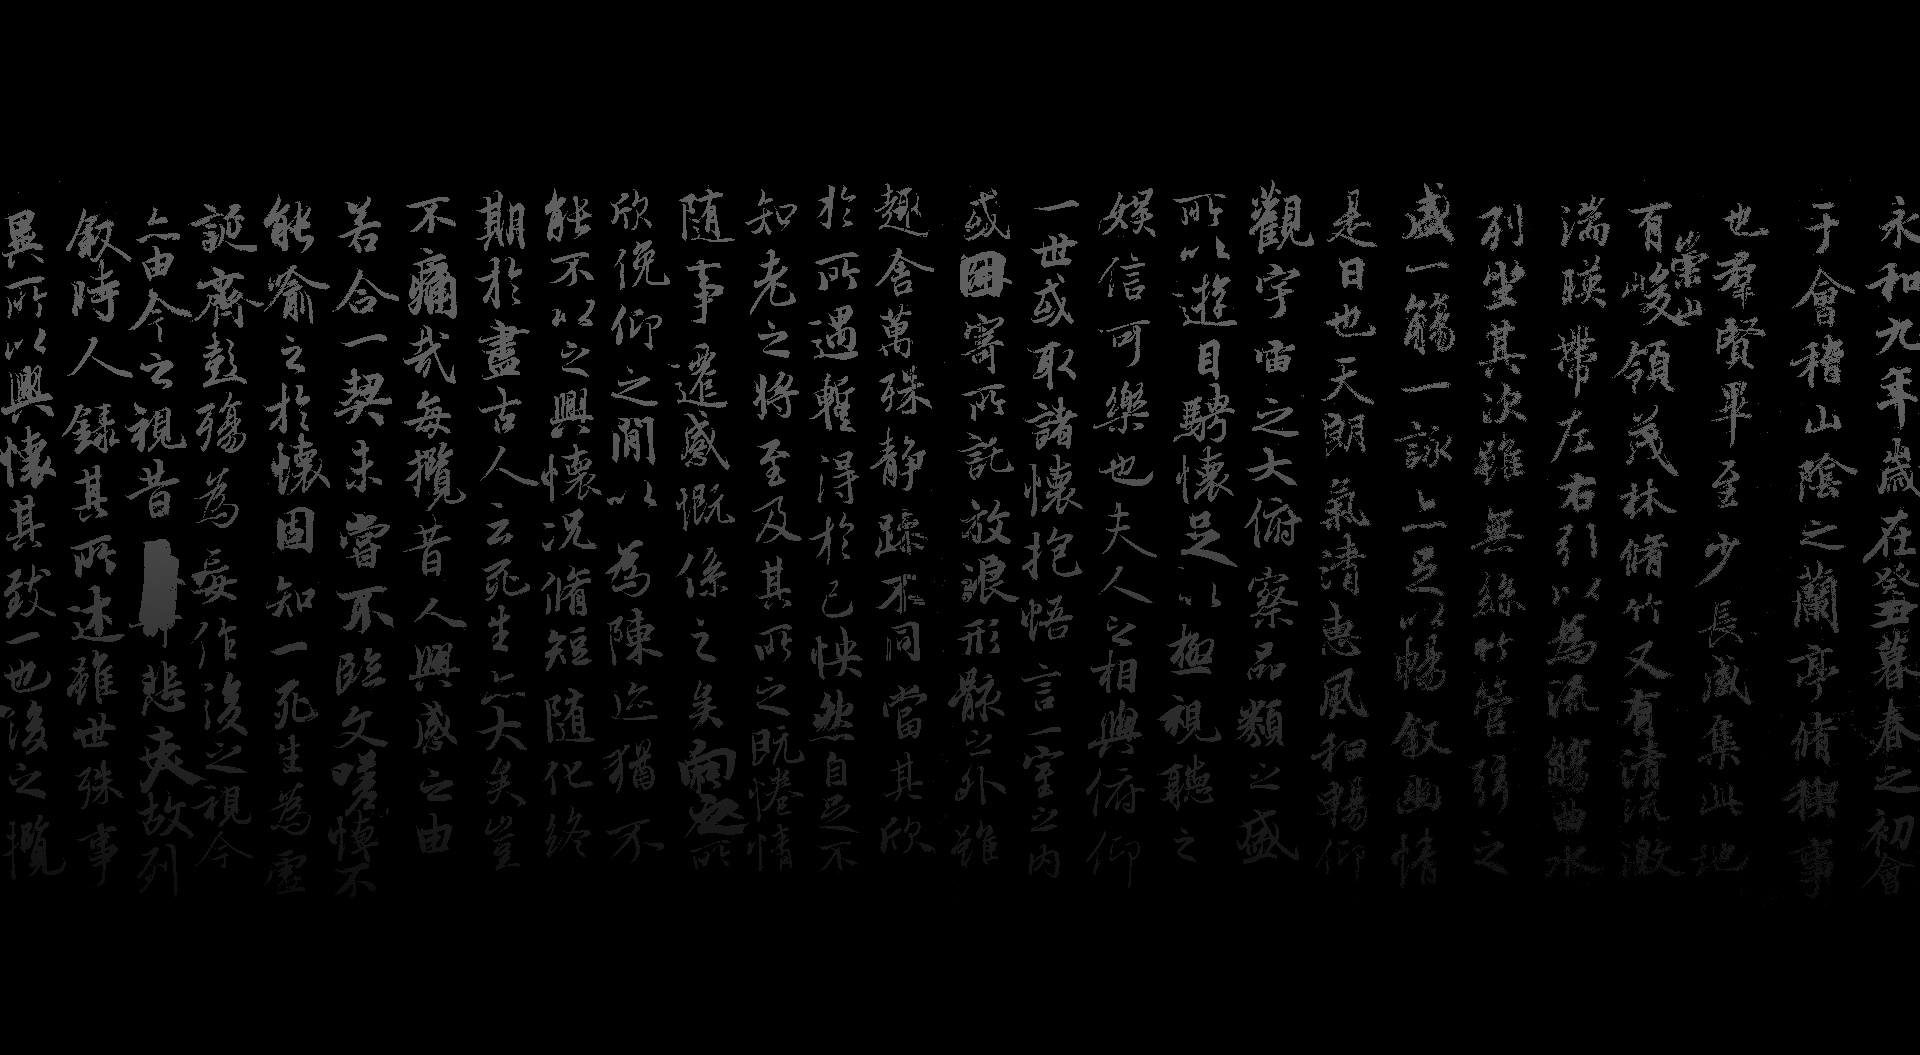 永和九年歲在癸丑暮春之初會
于會稽山陰之蘭亭脩禊事
也羣賢畢至少長咸集此地
有崇山峻領茂林脩竹又有清流激
湍暎帶左右引以為流觴曲水
列坐其次雖無絲竹管弦之
盛一觴一詠亦足以暢叙幽情
是日也天朗氣清惠風和暢仰
觀宇宙之大俯察品類之盛
所以遊目騁懷足以極視聽之
娛信可樂也夫人之相與俯仰
一世或取諸懷抱悟言一室之內
或因寄所託放浪形骸之外雖
趣舍萬殊靜躁不同當其欣
於所遇暫得於己怏然自足不
知老之將至及其所之既惓情
隨事遷感慨係之矣向之所
欣俛仰之閒以為陳迹猶不
能不以之興懷況脩短隨化終
期於盡古人云死生亦大矣豈
不痛哉每攬昔人興感之由
若合一契未嘗不臨文嗟悼不
能喻之於懷固知一死生為虛
誕齊彭殤為妄作後之視今
亦由今之視昔悲夫故列
叙時人錄其所述雖世殊事
異所以興懷其致一也後之攬